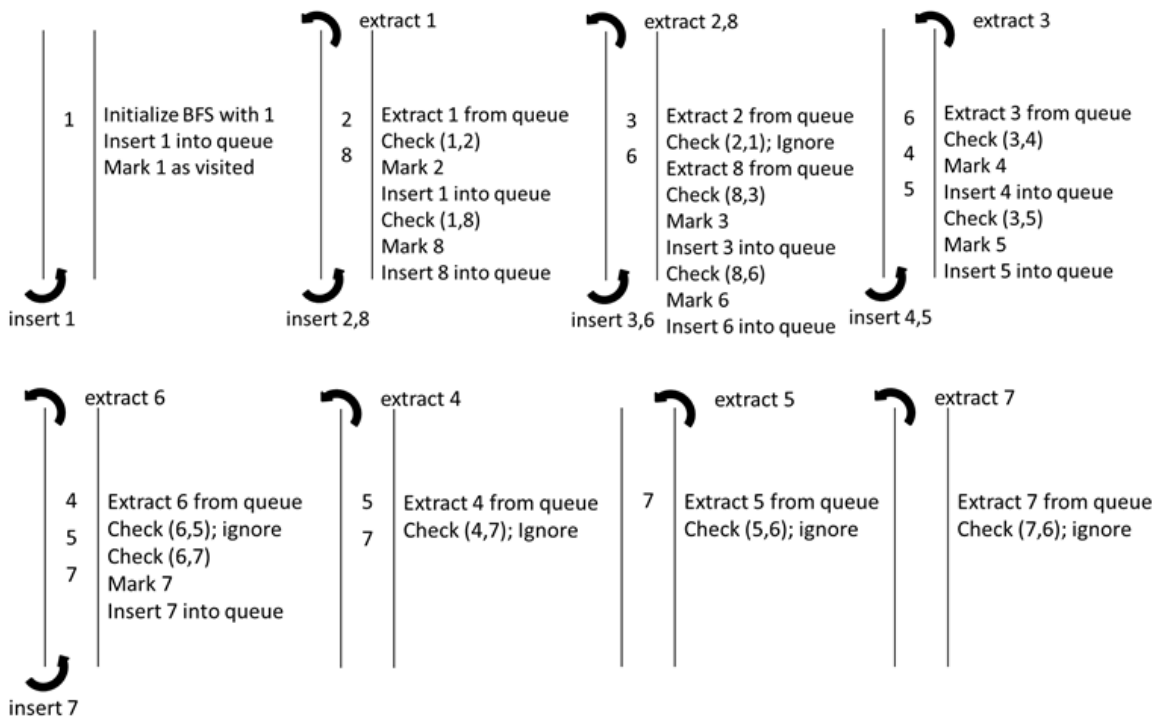 1
Initialize BFS with 1
Insert 1 into queue
Mark 1 as visited
insert 1
extract 1
2
8
Extract 1 from queue
Check (1,2)
Mark 2
Insert 1 into queue
Check (1,8)
Mark 8
Insert 8 into queue
insert 2,8
extract 2,8
3
6
Extract 2 from queue
Check (2,1); Ignore
Extract 8 from queue
Check (8,3)
Mark 3
Insert 3 into queue
Check (8,6)
Mark 6
Insert 6 into queue
insert 3,6
extract 3
6
4
5
Extract 3 from queue
Check (3,4)
Mark 4
Insert 4 into queue
Check (3,5)
Mark 5
Insert 5 into queue
insert 4,5
extract 6
4
5
7
Extract 6 from queue
Check (6,5); ignore
Check (6,7)
Mark 7
Insert 7 into queue
insert 7
extract 4
5
7
Extract 4 from queue
Check (4,7); Ignore
extract 5
7
Extract 5 from queue
Check (5,6); ignore
extract 7
Extract 7 from queue
Check (7,6); ignore